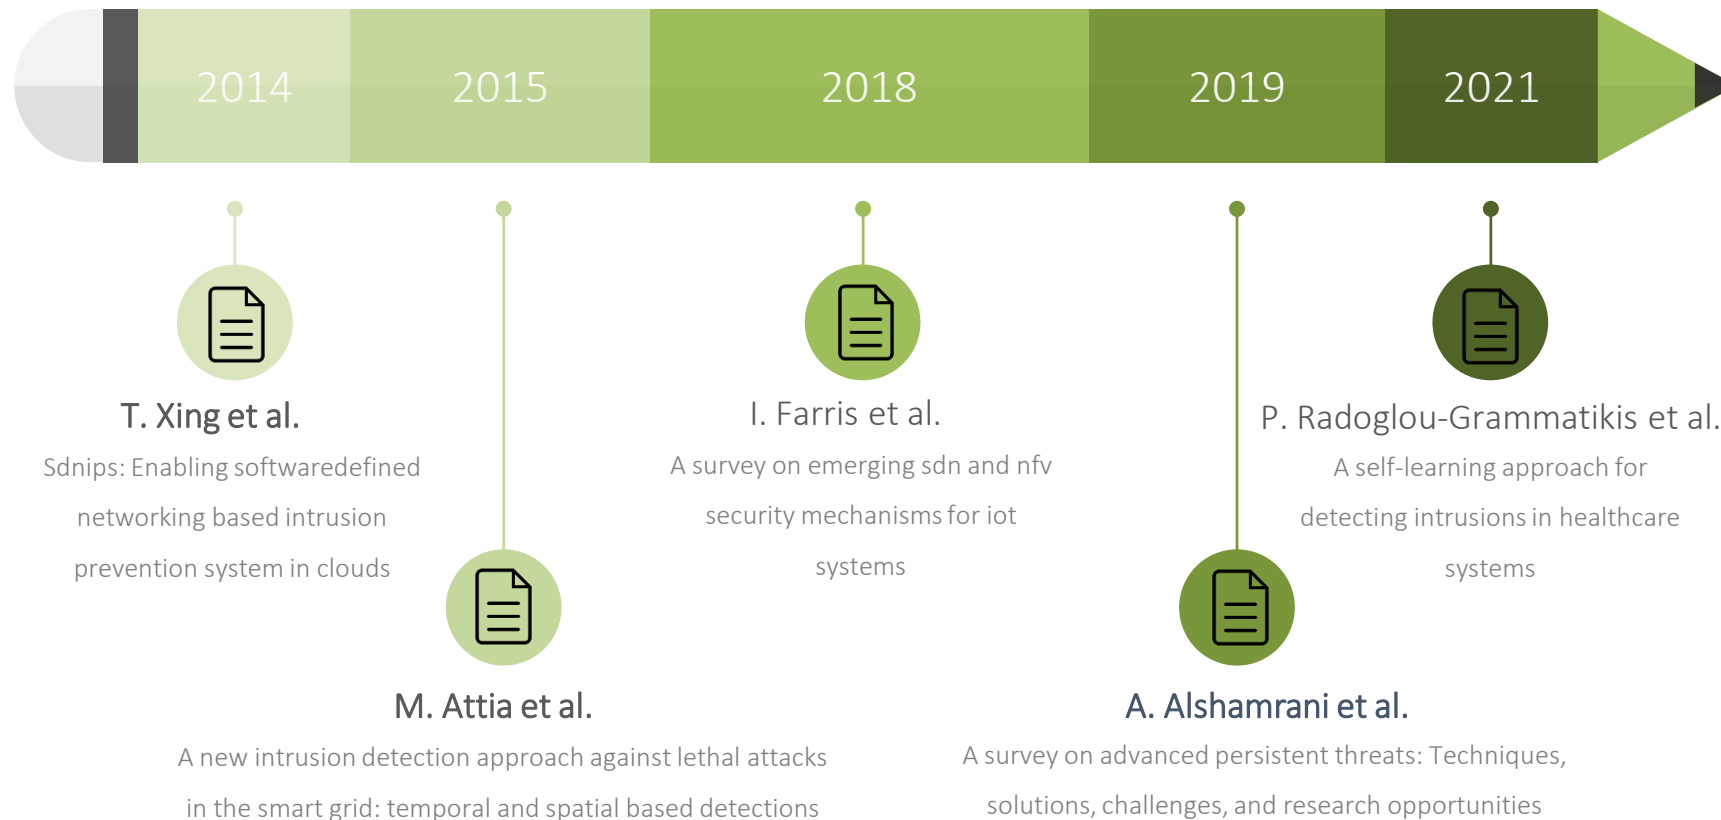 2014
2015
2018
2019
2021
T. Xing et al.
Sdnips: Enabling softwaredefined
networking based intrusion
prevention system in clouds
M. Attia et al.
A new intrusion detection approach against lethal attacks
in the smart grid: temporal and spatial based detections
I. Farris et al.
A survey on emerging sdn and nfv
security mechanisms for iot
systems
A. Alshamrani et al.
A survey on advanced persistent threats: Techniques,
solutions, challenges, and research opportunities
P. Radoglou-Grammatikis et al.
A self-learning approach for
detecting intrusions in healthcare
systems